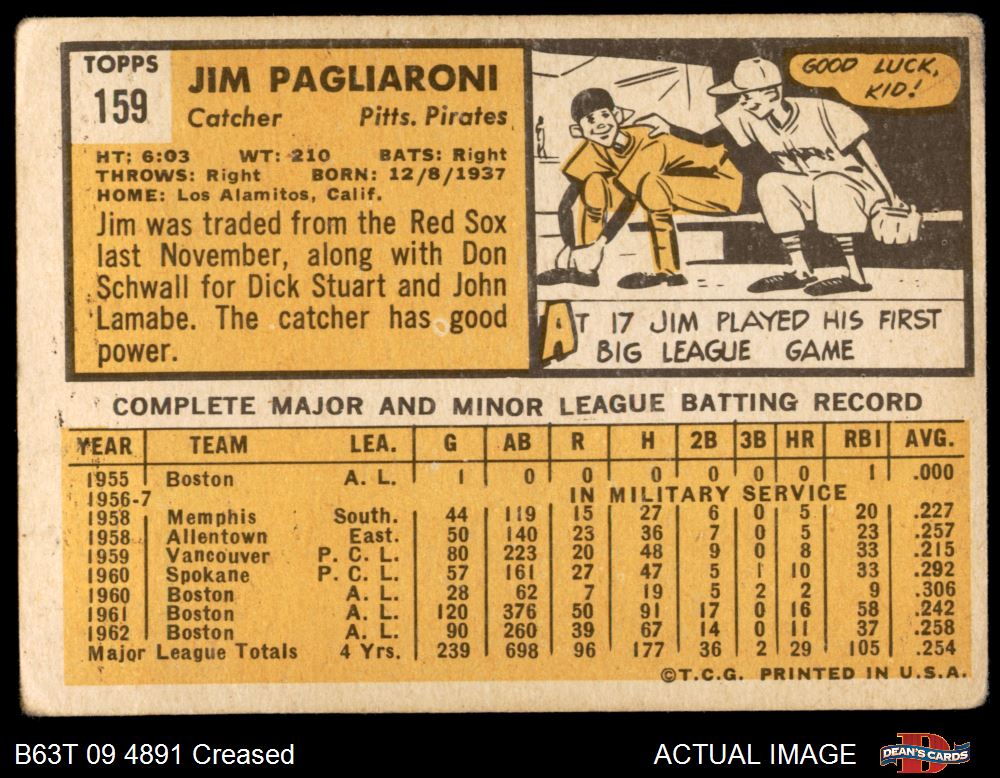 TOPPS
159
JIM PAGLIARONI
Catcher Pitts. Pirates
HT; 6:03 WT: 210 BATS: Right
THROWS: Right BORN: 12/8/1937
HOME: Los Alamitos, Calif.
Jim was traded from the Red Sox
last November, along with Don
Schwall for Dick Stuart and John
Lamabe. The catcher has good
power.
GOOD LUCK,
KID!
AT 17 JIM PLAYED HIS FIRST
BIG LEAGUE GAME
COMPLETE MAJOR AND MINOR LEAGUE BATTING RECORD
YEAR TEAM LEA. G AB R H 2B 3B HR RBI AVG.
1955 Boston A. L. 1 0 0 0 0 0 0 1 .000
1956-7 IN MILITARY SERVICE
1958 Memphis South. 44 119 15 27 6 0 5 20 .227
1958 Allentown East. 50 140 23 36 7 0 5 23 .257
1959 Vancouver P. C. L. 80 223 20 48 9 0 8 33 .215
1960 Spokane P. C. L. 57 161 27 47 5 1 10 33 .292
1960 Boston A. L. 28 62 7 19 5 2 2 9 .306
1961 Boston A. L. 120 376 50 91 17 0 16 58 .242
1962 Boston A. L. 90 260 39 67 14 0 11 37 .258
Major League Totals 4 Yrs. 239 698 96 177 36 2 29 105 .254
©T.C.G. PRINTED IN U.S.A.
B63T 09 4891 Creased
ACTUAL IMAGE
DEAN'S CARDS